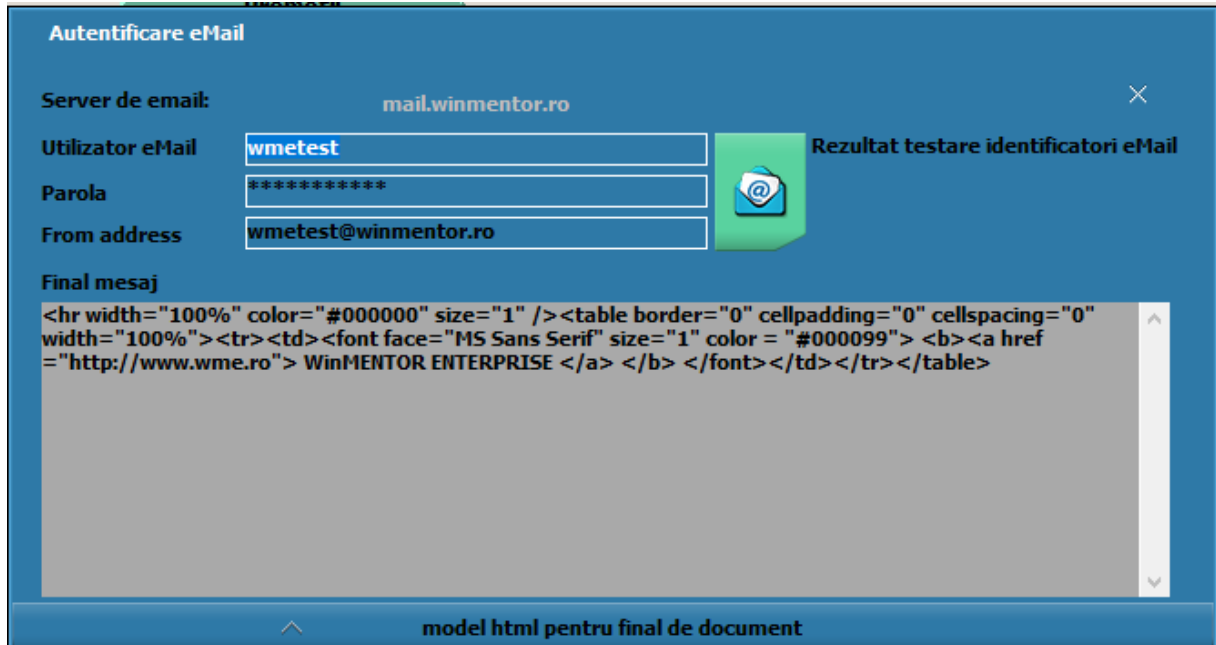 Autentificare eMail
Server de email: mail.winmentor.ro
Utilizator eMail wmetest Rezultat testare identificatori eMail
Parola ***********
From address wmetest@winmentor.ro
Final mesaj
<hr width="100%" color="#000000" size="1" /><table border="0" cellpadding="0" cellspacing="0"
width="100%"><tr><td><font face="MS Sans Serif" size="1" color = "#000099"> <b><a href
="http://www.wme.ro"> WinMENTOR ENTERPRISE </a> </b> </font></td></tr></table>
model html pentru final de document